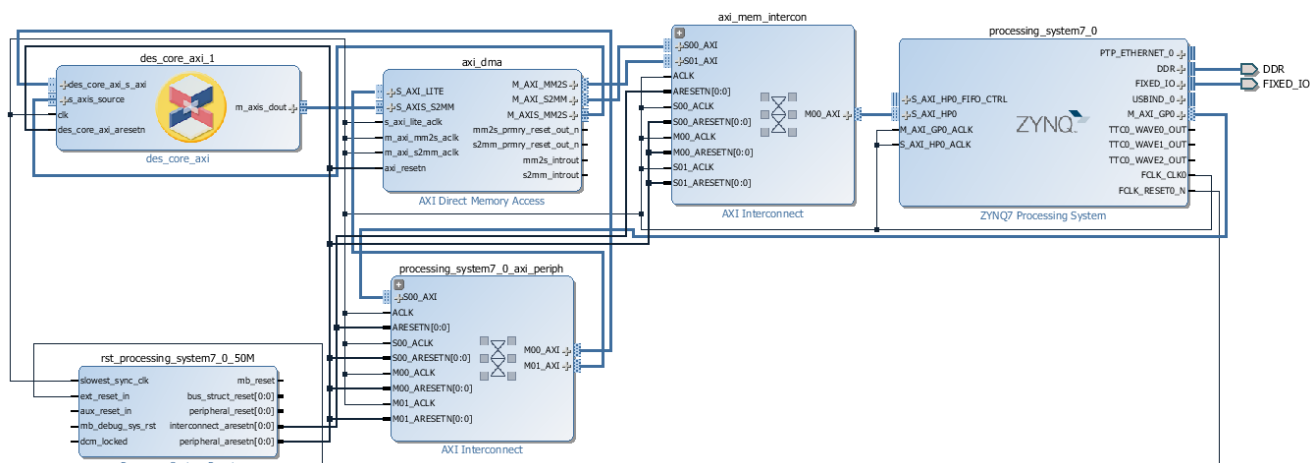 des_core_axi_1
des_core_axi_s_axi
s_axis_source
clk
des_core_axi_aresetn
m_axis_dout
des_core_axi
axi_dma
S_AXI_LITE
S_AXIS_S2MM
s_axi_lite_aclk
m_axi_mm2s_aclk
m_axi_s2mm_aclk
axi_resetn
M_AXI_MM2S
M_AXI_S2MM
M_AXIS_MM2S
mm2s_prmry_reset_out_n
s2mm_prmry_reset_out_n
mm2s_introut
s2mm_introut
AXI Direct Memory Access
axi_mem_intercon
S00_AXI
S01_AXI
ACLK
ARESETN[0:0]
S00_ACLK
S00_ARESETN[0:0]
M00_ACLK
M00_ARESETN[0:0]
S01_ACLK
S01_ARESETN[0:0]
M00_AXI
AXI Interconnect
processing_system7_0
S_AXI_HP0_FIFO_CTRL
S_AXI_HP0
M_AXI_GP0_ACLK
S_AXI_HP0_ACLK
ZYNQ
PTP_ETHERNET_0
DDR
FIXED_IO
USBIND_0
M_AXI_GP0
TTC0_WAVE0_OUT
TTC0_WAVE1_OUT
TTC0_WAVE2_OUT
FCLK_CLK0
FCLK_RESET0_N
ZYNQ7 Processing System
DDR
FIXED_IO
processing_system7_0_axi_periph
S00_AXI
ACLK
ARESETN[0:0]
S00_ACLK
S00_ARESETN[0:0]
M00_ACLK
M00_ARESETN[0:0]
M01_ACLK
M01_ARESETN[0:0]
M00_AXI
M01_AXI
AXI Interconnect
rst_processing_system7_0_50M
slowest_sync_clk
ext_reset_in
aux_reset_in
mb_debug_sys_rst
dcm_locked
mb_reset
bus_struct_reset[0:0]
peripheral_reset[0:0]
interconnect_aresetn[0:0]
peripheral_aresetn[0:0]